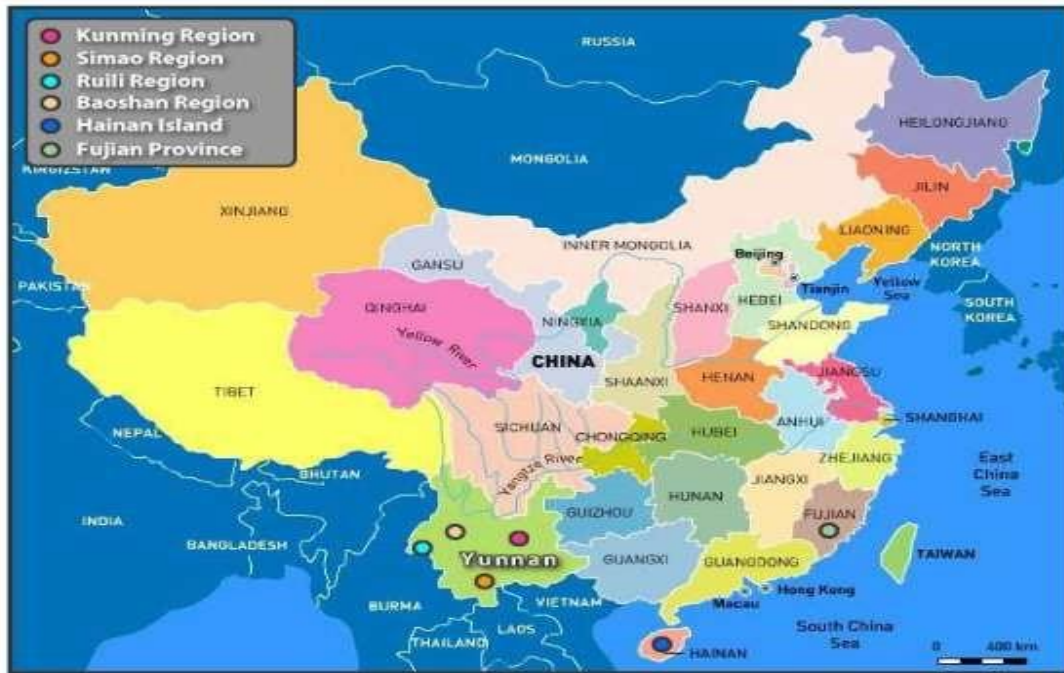 Kunming Region
Simao Region
Ruili Region
Baoshan Region
Hainan Island
Fujian Province
RUSSIA
HEILONGJIANG
MONGOLIA
KIRGIZSTAN
JILIN
XINJIANG
LIAONING
INNER MONGOLIA
Beijing
NORTH
KOREA
GANSU
PAKISTAN
Tianjin
Yellow
Sea
HEBEI
SHANXI
QINGHAI
SOUTH
KOREA
NINGXIA
SHANDONG
Yellow River
CHINA
HENAN
JIANGSU
SHAANXI
TIBET
SHANGHAI
ANHUI
SICHUAN
CHONGQING
HUBEI
NEPAL
ZHEJIANG
East
China
Sea
BHUTAN
Yangtze River
JIANGXI
HUNAN
INDIA
GUIZHOU
FUJIAN
BANGLADESH
Yunnan
GUANGXI
GUANGDONG
TAIWAN
Hong Kong
Macau
BURMA
VIETNAM
South China
Sea
LAOS
THAILAND
HAINAN
0 400 km